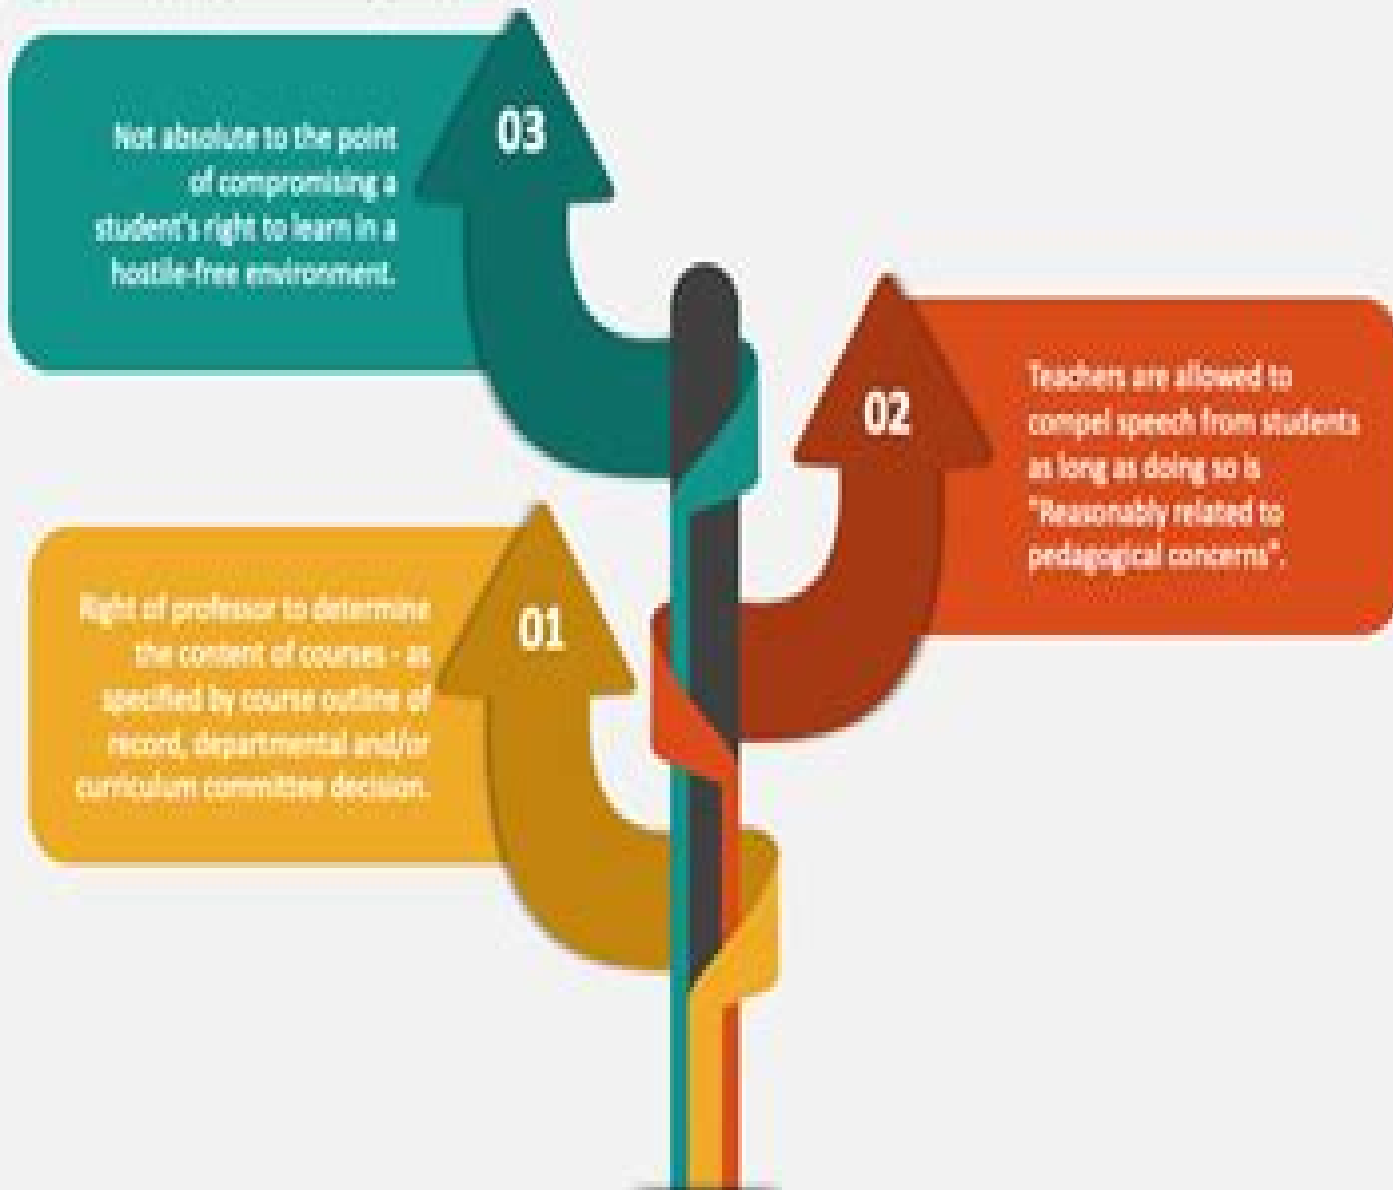 03
Not absolute to the point
of compromising a
student's right to learn in a
hostile-free environment.
02
Teachers are allowed to
compel speech from students
as long as doing so is
"Reasonably related to
pedagogical concerns".
01
Right of professor to determine
the content of courses - as
specified by course outline of
record, departmental and/or
curriculum committee decision.